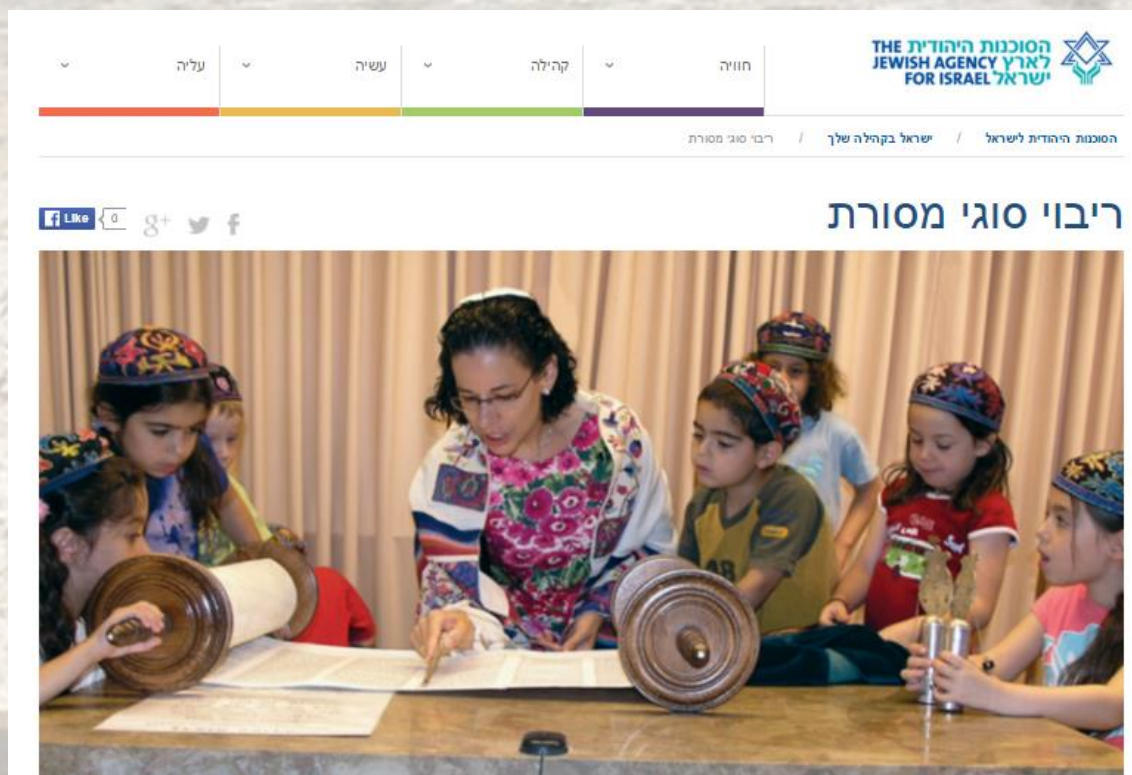 הסוכנות היהודית THE
לארץ JEWISH AGENCY
ישראל FOR ISRAEL
חוויה
קהילה
עשיה
עליה
הסוכנות היהודית לישראל / ישראל בקהילה שלך / ריבוי סוגי מסורת
ריבוי סוגי מסורת
f Like 0 g+ f